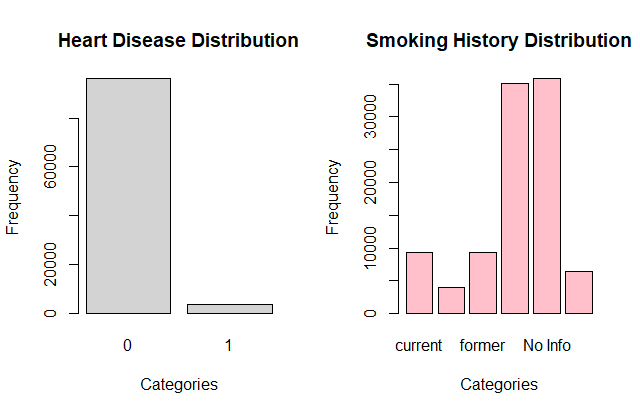 Heart Disease Distribution
Frequency
20000
60000
0
0
1
Categories
Smoking History Distribution
Frequency
0
10000
20000
30000
current
former
No Info
Categories